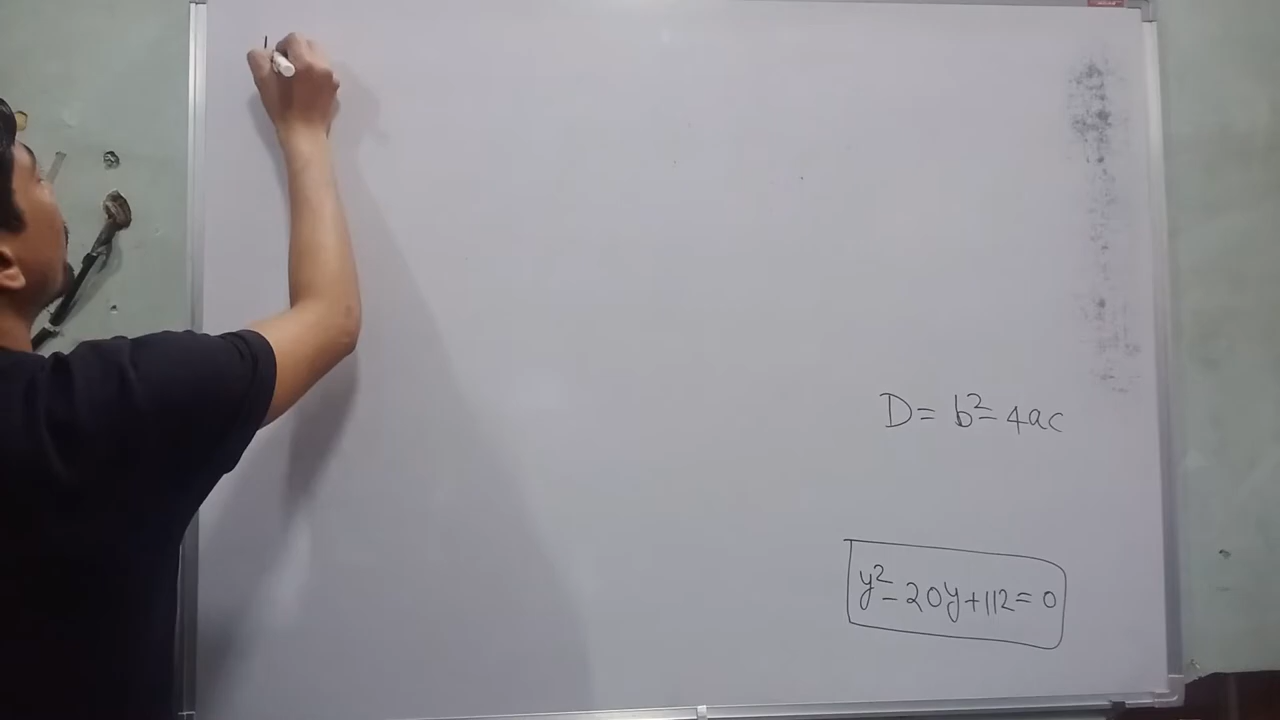 D = b² - 4ac
y² - 20y + 112 = 0